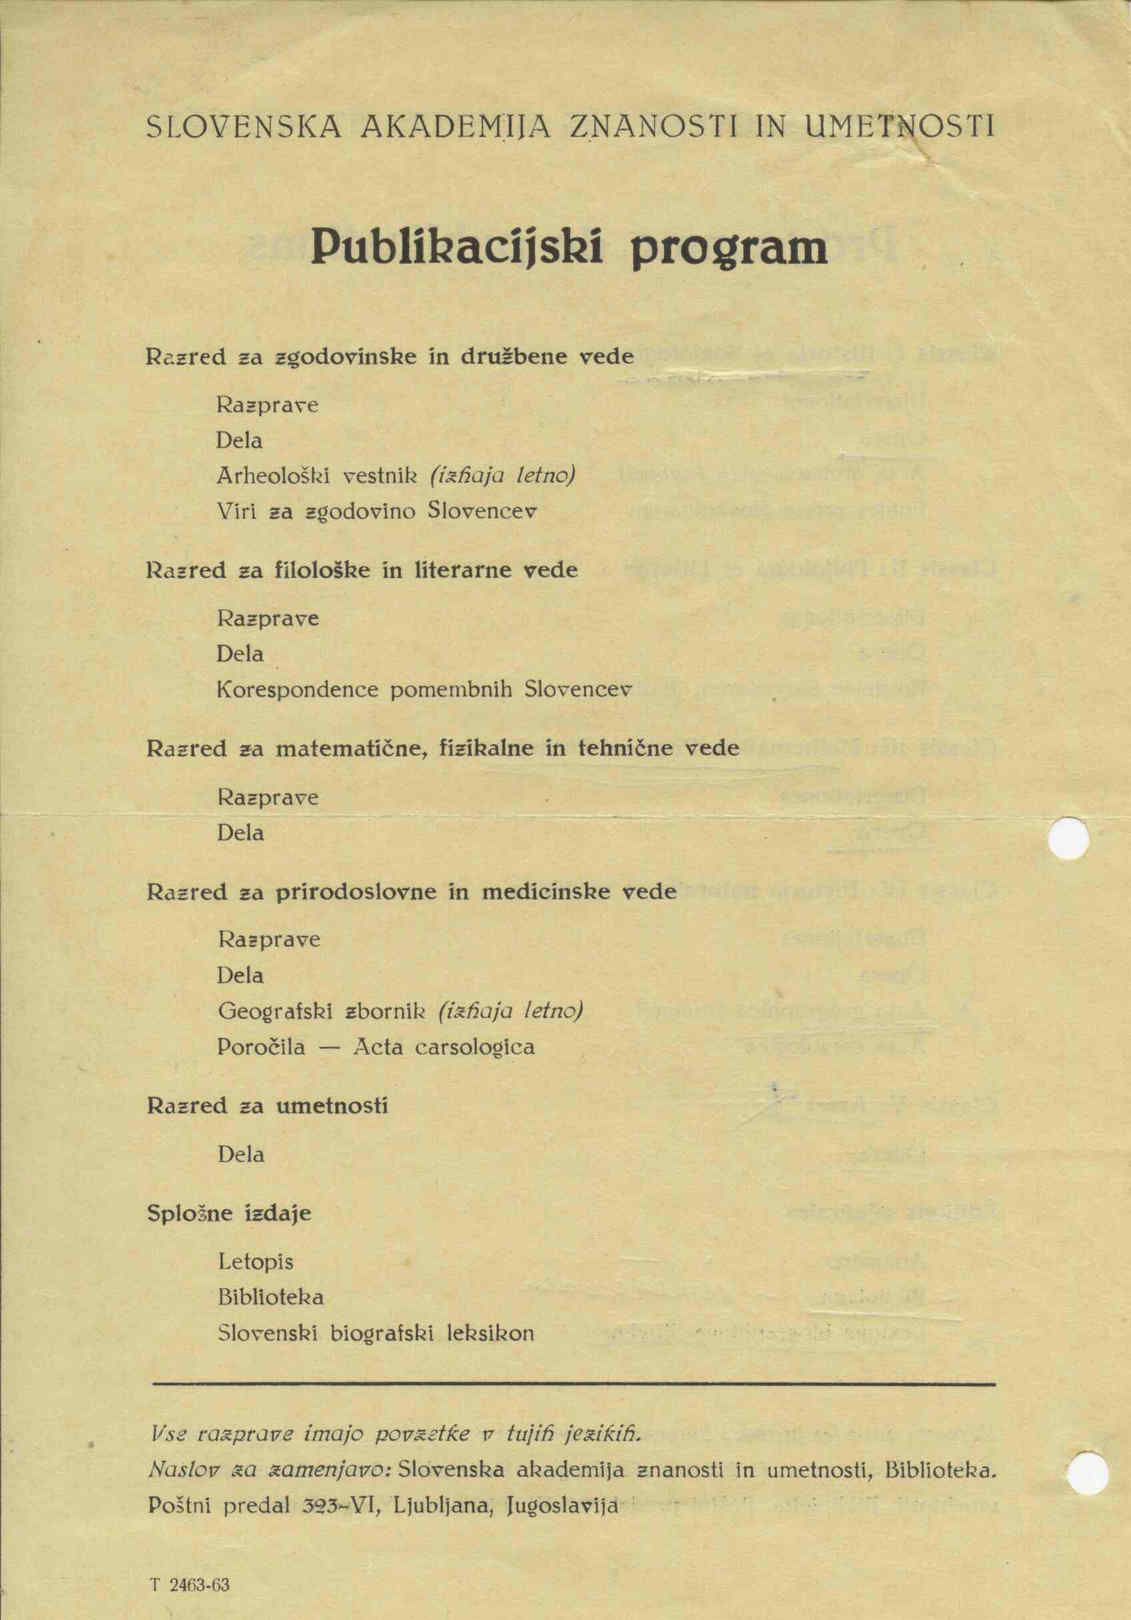 SLOVENSKA AKADEMIJA ZNANOSTI IN UMETNOSTI
Publikacijski program
Razred za zgodovinske in družbene vede
Razprave
Dela
Arheološki vestnik (izhaja letno)
Viri za zgodovino Slovencev
Razred za filološke in literarne vede
Razprave
Dela
Korespondence pomembnih Slovencev
Razred za matematične, fizikalne in tehnične vede
Razprave
Dela
Razred za prirodoslovne in medicinske vede
Razprave
Dela
Geografski zbornik (izhaja letno)
Poročila — Acta carsologica
Razred za umetnosti
Dela
Splošne izdaje
Letopis
Biblioteka
Slovenski biografski leksikon
Vse razprave imajo povzetke v tujih jezikih.
Naslov za zamenjavo: Slovenska akademija znanosti in umetnosti, Biblioteka.
Poštni predal 323-VI, Ljubljana, Jugoslavija
T 2463-63